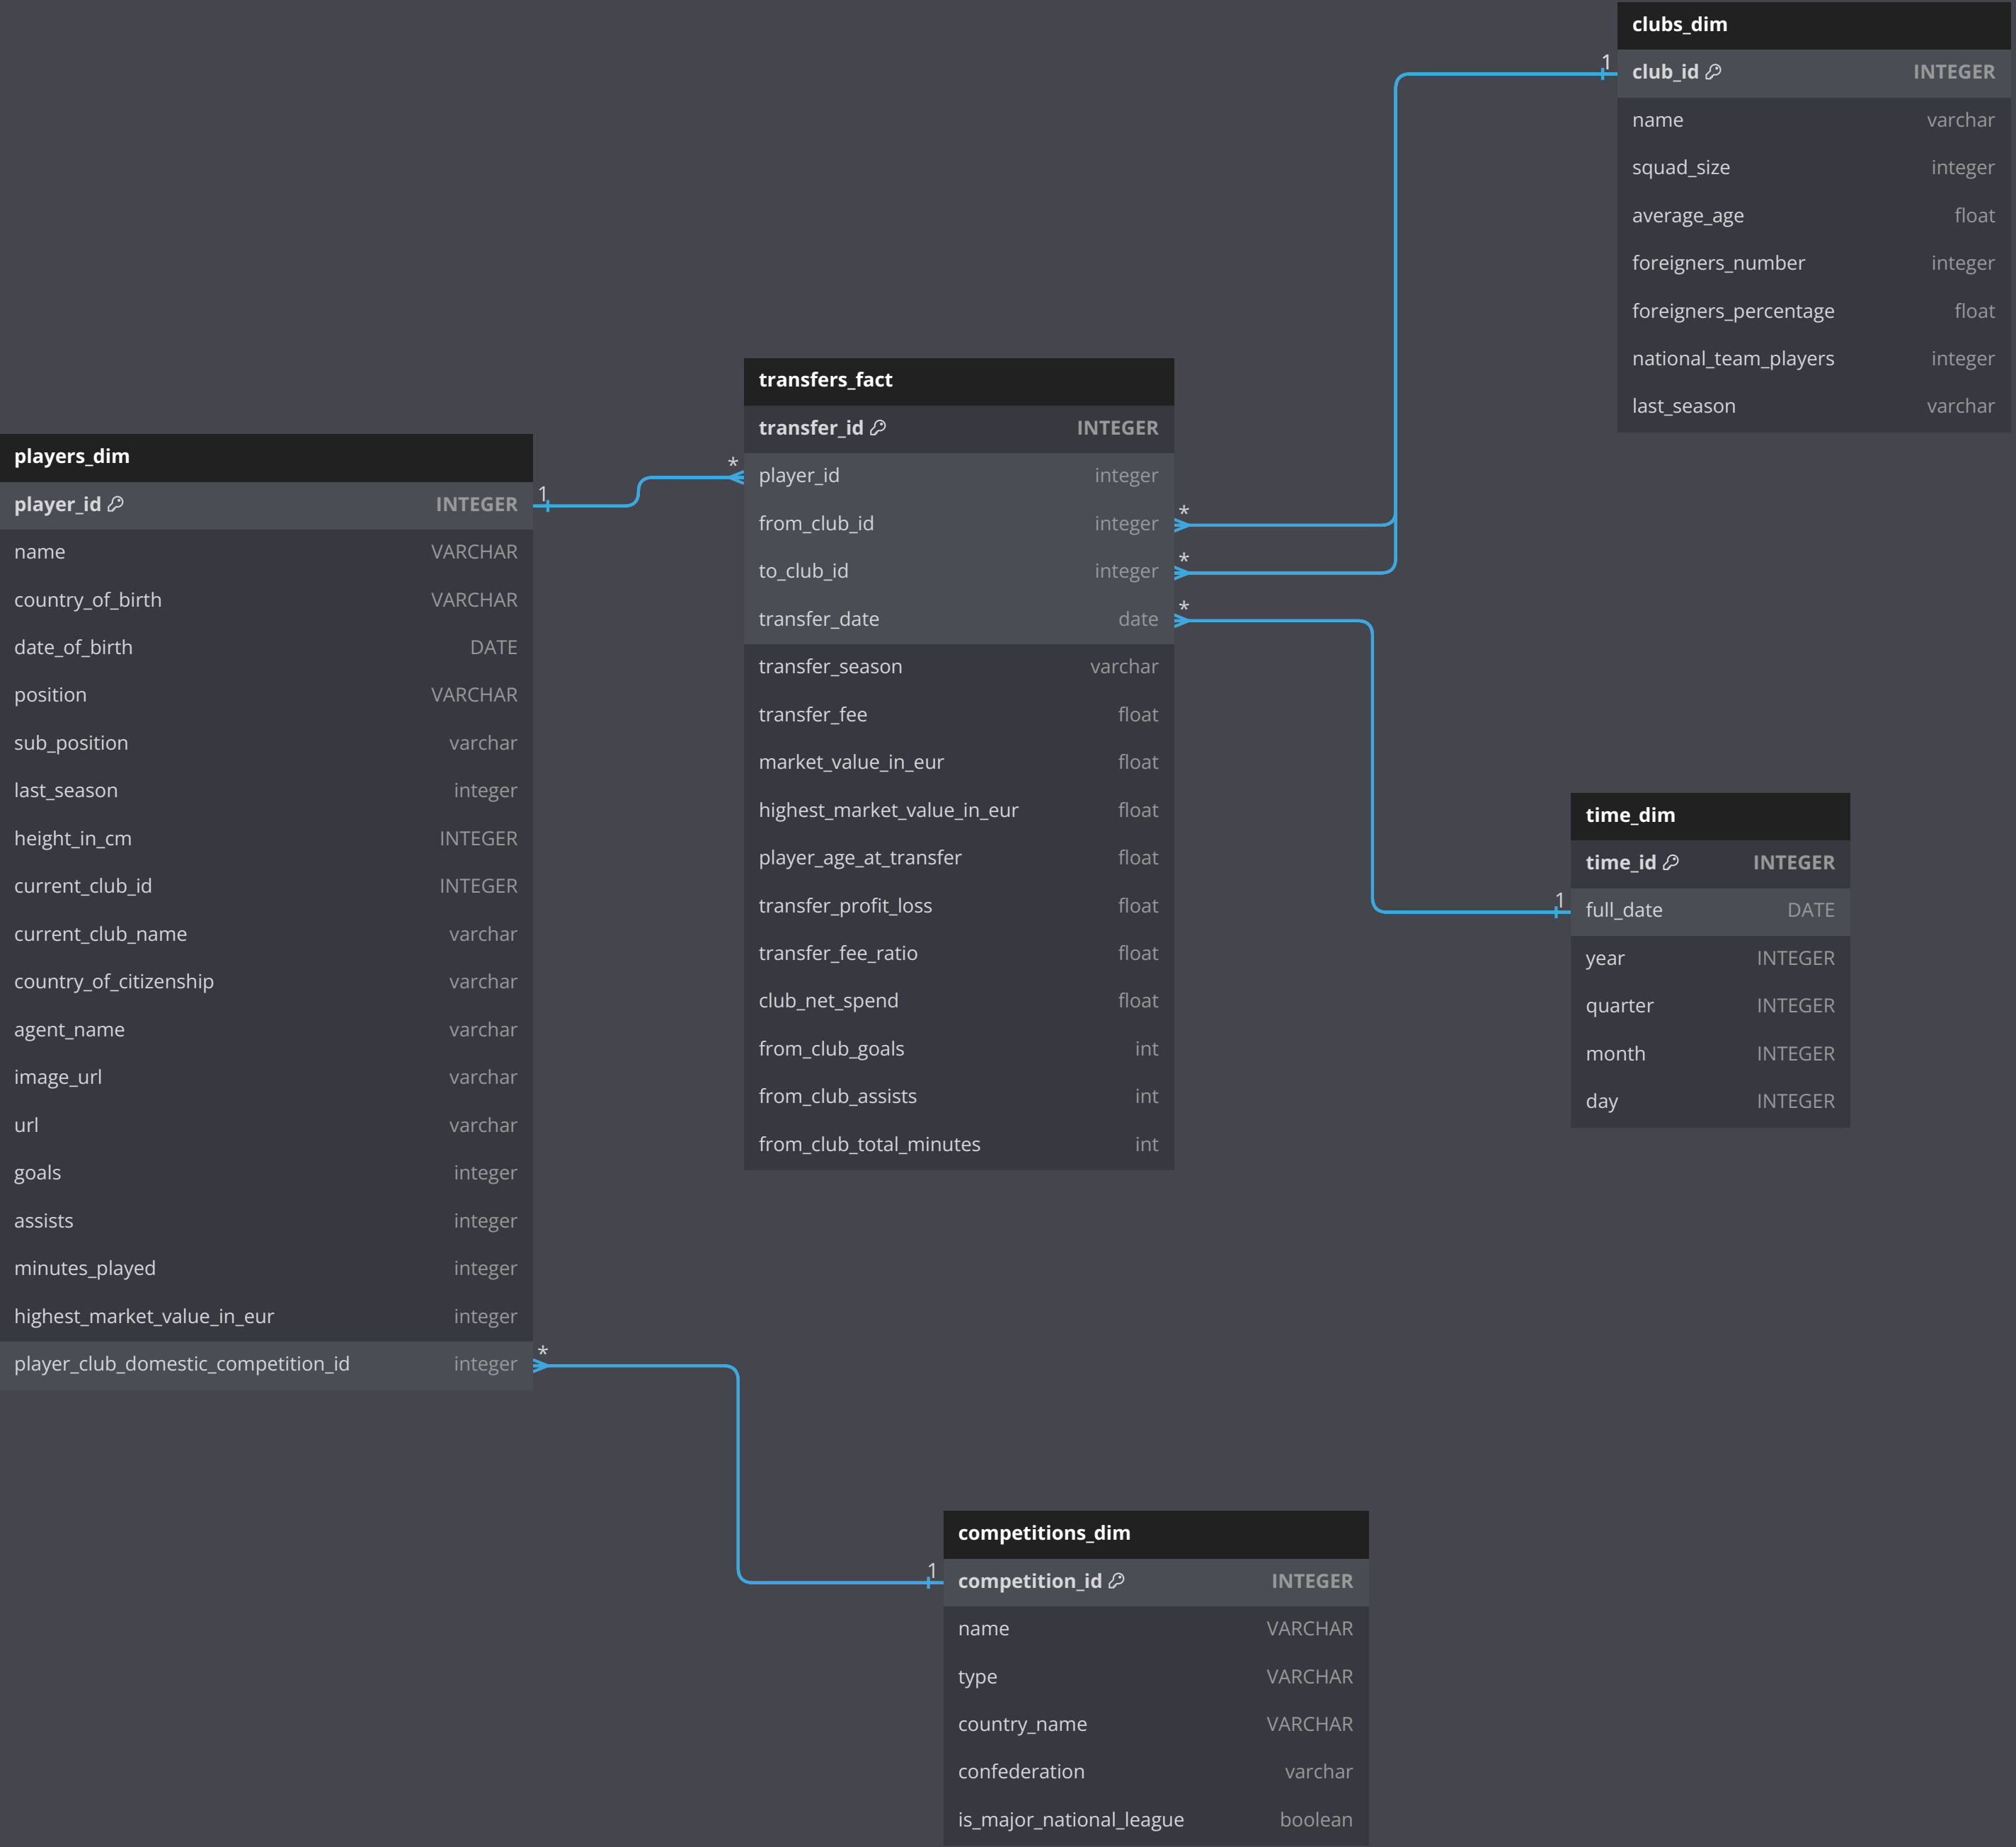 clubs_dim
1
club_id INTEGER
name varchar
squad_size integer
average_age float
foreigners_number integer
foreigners_percentage float
national_team_players integer
last_season varchar
transfers_fact
transfer_id INTEGER
* player_id integer
from_club_id integer *
to_club_id integer *
transfer_date date *
transfer_season varchar
transfer_fee float
market_value_in_eur float
highest_market_value_in_eur float
player_age_at_transfer float
transfer_profit_loss float
transfer_fee_ratio float
club_net_spend float
from_club_goals int
from_club_assists int
from_club_total_minutes int
players_dim
player_id INTEGER 1
name VARCHAR
country_of_birth VARCHAR
date_of_birth DATE
position VARCHAR
sub_position varchar
last_season integer
height_in_cm INTEGER
current_club_id INTEGER
current_club_name varchar
country_of_citizenship varchar
agent_name varchar
image_url varchar
url varchar
goals integer
assists integer
minutes_played integer
highest_market_value_in_eur integer
player_club_domestic_competition_id integer *
time_dim
time_id INTEGER
1 full_date DATE
year INTEGER
quarter INTEGER
month INTEGER
day INTEGER
competitions_dim
1 competition_id INTEGER
name VARCHAR
type VARCHAR
country_name VARCHAR
confederation varchar
is_major_national_league boolean